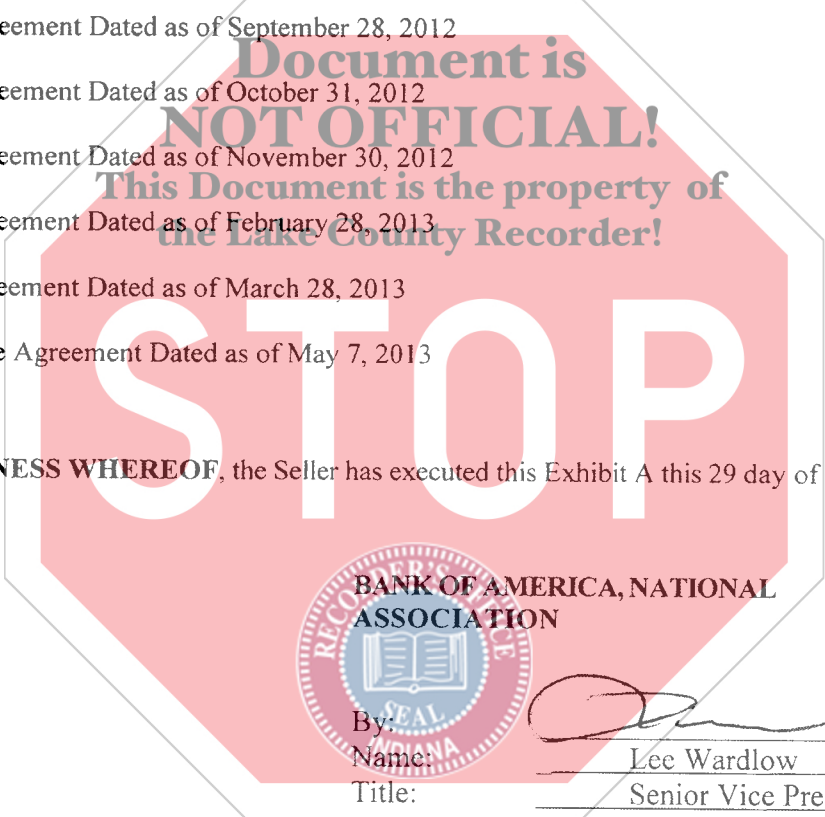 eement Dated as of September 28, 2012
Document is
eement Dated as of October 31, 2012
NOT OFFICIAL!
eement Dated as of November 30, 2012
This Document is the property of
eement Dated as of February 28, 2013
the Lake County Recorder!
eement Dated as of March 28, 2013
e Agreement Dated as of May 7, 2013
STOP
NESS WHEREOF, the Seller has executed this Exhibit A this 29 day of
BANK OF AMERICA, NATIONAL
ASSOCIATION
RECORDER'S OFFICE
SEAL
INDIANA
By:
Name: Lee Wardlow
Title: Senior Vice Pre